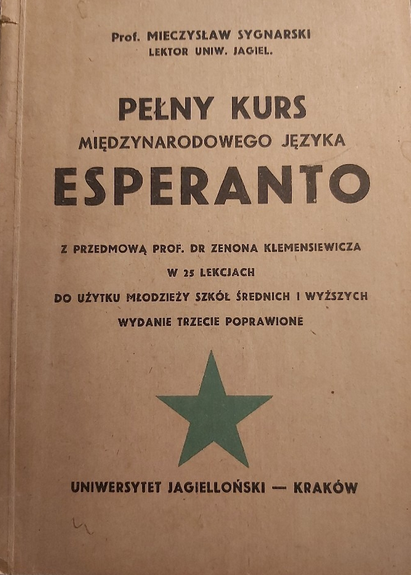 Prof. MIECZYSŁAW SYGNARSKI
LEKTOR UNIW. JAGIEL.
PEŁNY KURS
MIĘDZYNARODOWEGO JĘZYKA
ESPERANTO
Z PRZEDMOWĄ PROF. DR ZENONA KLEMENSIEWICZA
W 25 LEKCJACH
DO UŻYTKU MŁODZIEŻY SZKÓŁ ŚREDNICH I WYŻSZYCH
WYDANIE TRZECIE POPRAWIONE
UNIWERSYTET JAGIELLOŃSKI — KRAKÓW